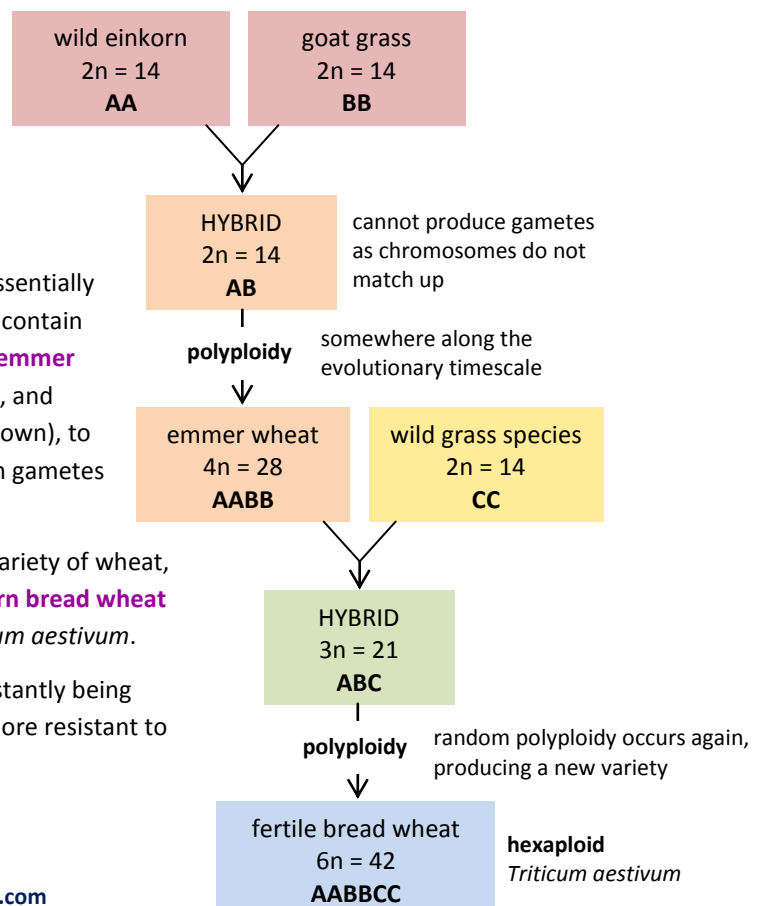 wild einkorn
2n = 14
AA
goat grass
2n = 14
BB
HYBRID
2n = 14
AB
cannot produce gametes
as chromosomes do not
match up
ssentially
contain
emmer
, and
own), to
n gametes
polyploidy
somewhere along the
evolutionary timescale
emmer wheat
4n = 28
AABB
wild grass species
2n = 14
CC
ariety of wheat,
rn bread wheat
um aestivum.
stantly being
ore resistant to
HYBRID
3n = 21
ABC
polyploidy
random polyploidy occurs again,
producing a new variety
fertile bread wheat
6n = 42
AABBCC
hexaploid
Triticum aestivum
.com